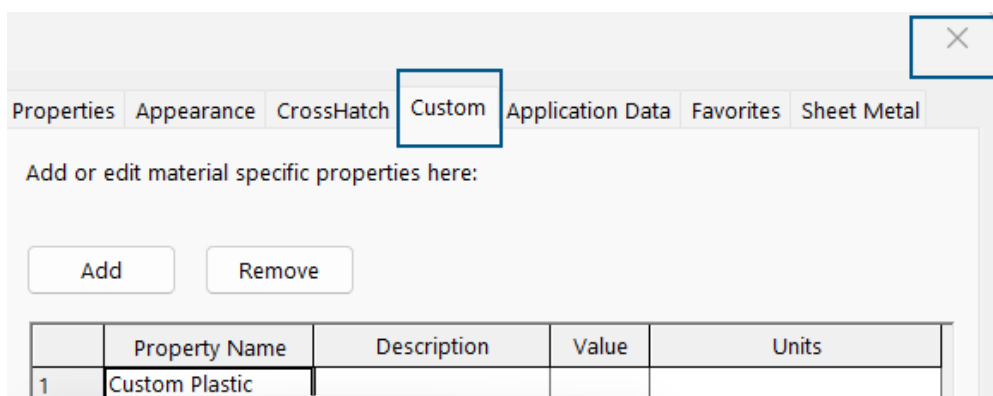 Properties Appearance CrossHatch Custom Application Data Favorites Sheet Metal
Add or edit material specific properties here:
Add Remove
Property Name Description Value Units
1 Custom Plastic